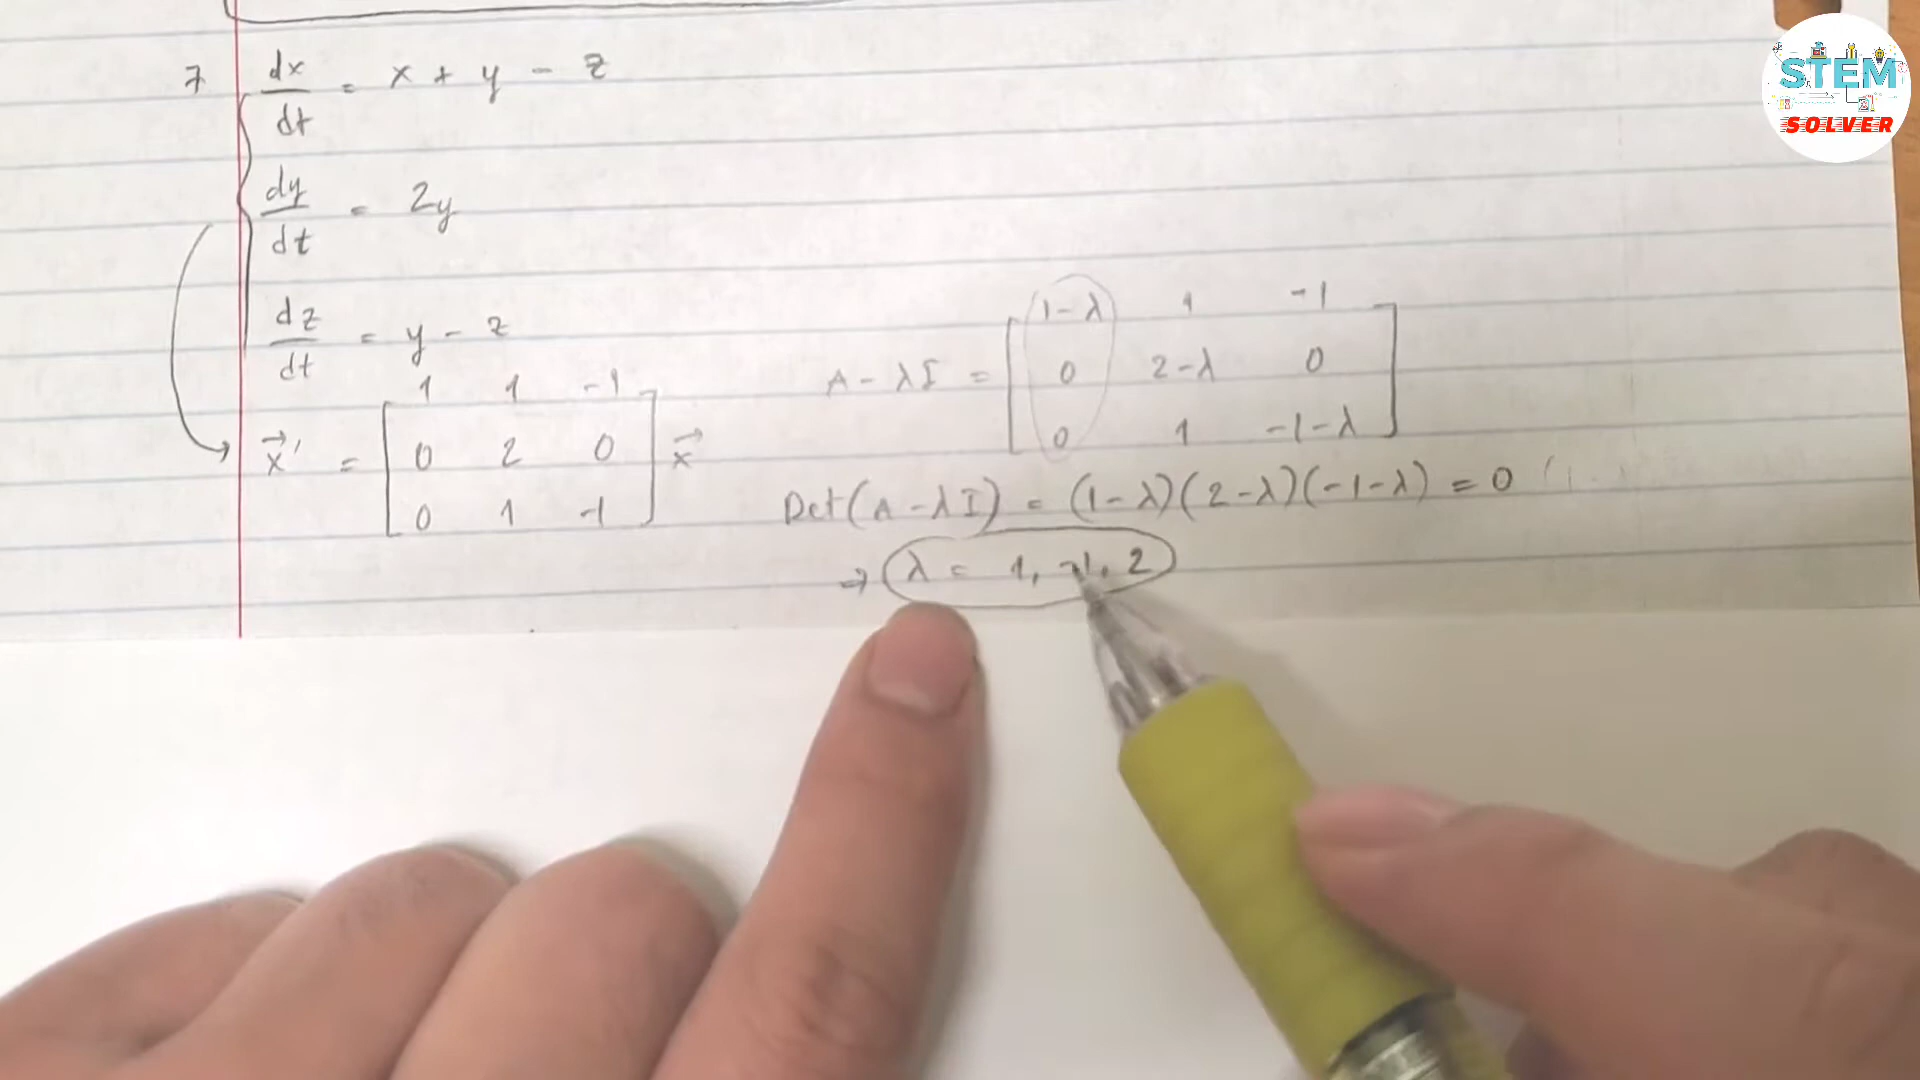 7 dx/dt = x + y - z
dy/dt = 2y
dz/dt = y - z
x⃗' = [1 1 -1; 0 2 0; 0 1 -1] x⃗
A - λI = [1-λ 1 -1; 0 2-λ 0; 0 1 -1-λ]
Det(A - λI) = (1-λ)(2-λ)(-1-λ) = 0
⇒ λ = 1, -1, 2
STEM
SOLVER